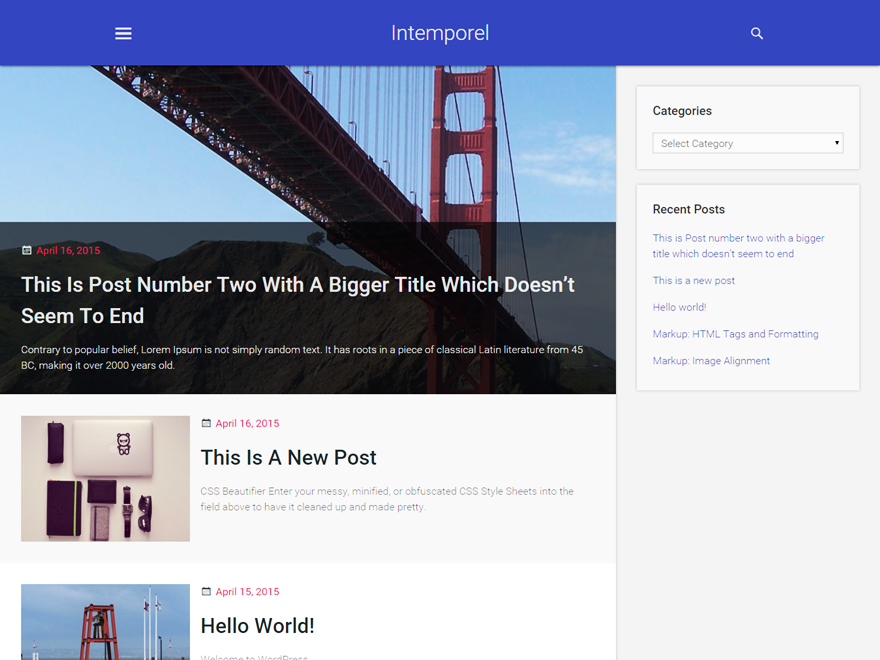 Intemporel
April 16, 2015
This Is Post Number Two With A Bigger Title Which Doesn’t
Seem To End
Contrary to popular belief, Lorem Ipsum is not simply random text. It has roots in a piece of classical Latin literature from 45
BC, making it over 2000 years old.
April 16, 2015
This Is A New Post
CSS Beautifier Enter your messy, minified, or obfuscated CSS Style Sheets into the
field above to have it cleaned up and made pretty.
April 15, 2015
Hello World!
Welcome to WordPress.
Categories
Select Category
Recent Posts
This is Post number two with a bigger
title which doesn’t seem to end
This is a new post
Hello world!
Markup: HTML Tags and Formatting
Markup: Image Alignment